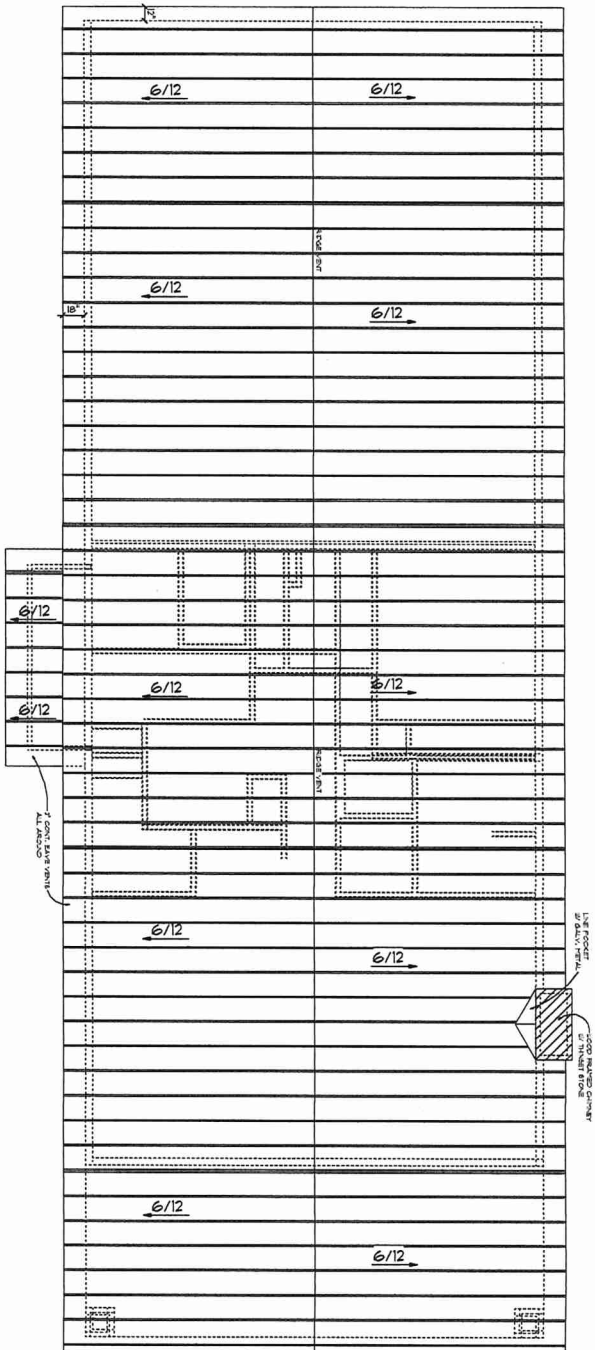 12"
6/12
6/12
RIDGE VENT
6/12
18"
6/12
6/12
6/12
6/12
6/12
RIDGE VENT
2" CONT. EAVE VENTS
ALL AROUND
6/12
6/12
LINE POCKET
W/ GALV. METAL
WOOD FRAMED CHIMNEY
W/ THINSET STONE
6/12
6/12